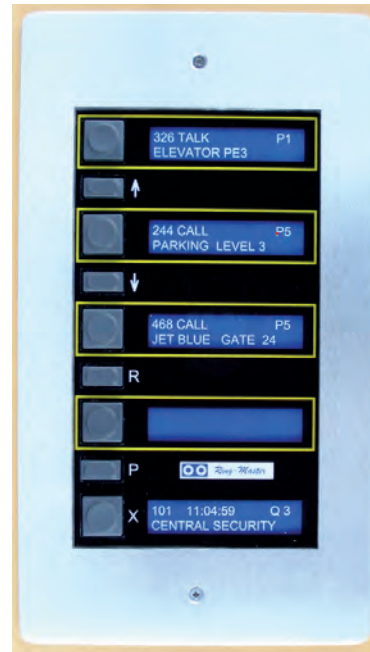 326 TALK P1
ELEVATOR PE3
↑
244 CALL P5
PARKING LEVEL 3
↓
468 CALL P5
JET BLUE GATE 24
R
P
Ring-Master
X
101 11:04:59 Q 3
CENTRAL SECURITY